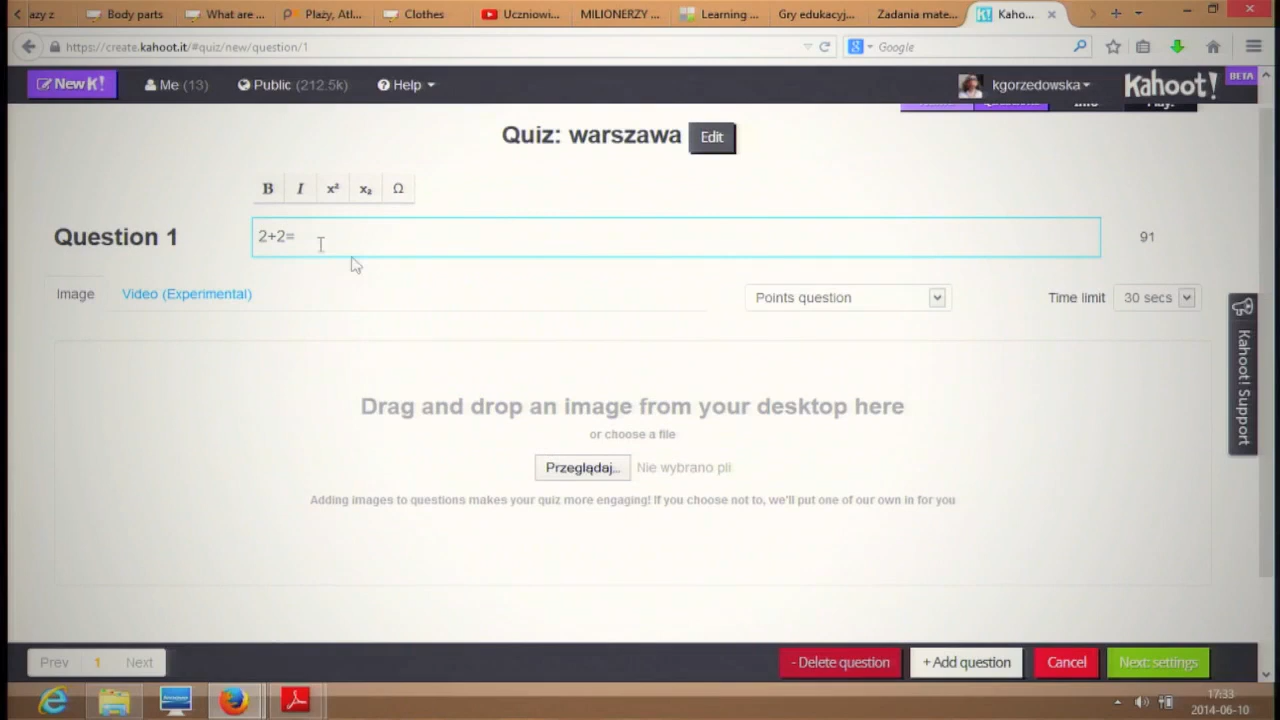 azy z
Body parts
What are ...
Plaży, Atl...
Clothes
Uczniowi...
MILIONERZY ...
Learning ...
Gry edukacyj...
Zadania mate...
Kaho...
https://create.kahoot.it/#quiz/new/question/1
Google
New K!
Me (13)
Public (212.5k)
Help
kgorzedowska
Kahoot!
BETA
Quiz: warszawa
Edit
B I x² x₂ Ω
Question 1
2+2=
91
Image
Video (Experimental)
Points question
Time limit
30 secs
Kahoot! Support
Drag and drop an image from your desktop here
or choose a file
Przeglądaj...
Nie wybrano pli
Adding images to questions makes your quiz more engaging! If you choose not to, we'll put one of our own in for you
Prev 1 Next
- Delete question
+ Add question
Cancel
Next: settings
17:33
2014-06-10